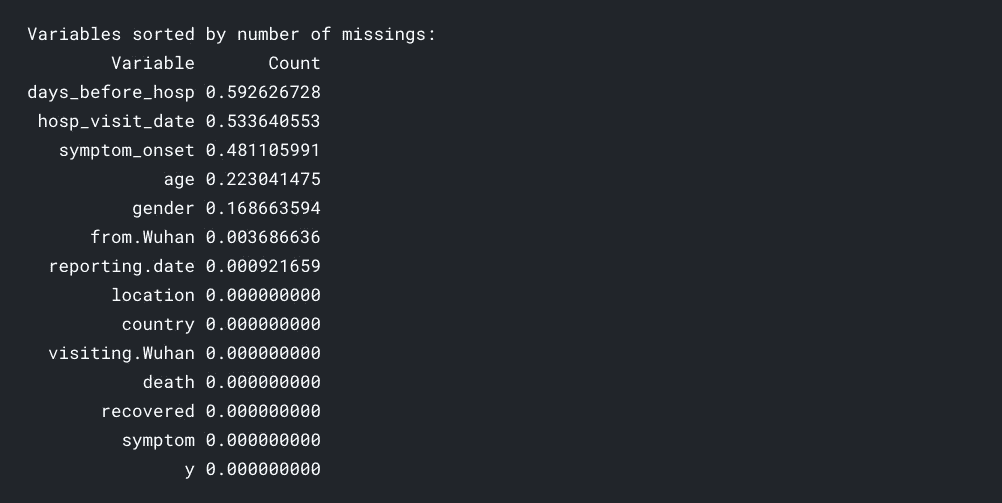 Variables sorted by number of missings:
Variable Count
days_before_hosp 0.592626728
hosp_visit_date 0.533640553
symptom_onset 0.481105991
age 0.223041475
gender 0.168663594
from.Wuhan 0.003686636
reporting.date 0.000921659
location 0.000000000
country 0.000000000
visiting.Wuhan 0.000000000
death 0.000000000
recovered 0.000000000
symptom 0.000000000
y 0.000000000